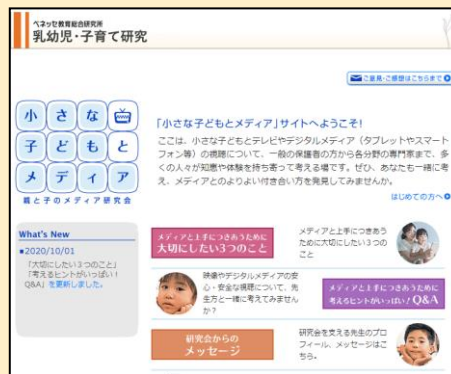 ベネッセ教育総合研究所
乳幼児・子育て研究
ご意見・ご感想はこちらまで
小さな
子どもと
メディア
親と子のメディア研究会
「小さな子どもとメディア」サイトへようこそ!
ここは、小さな子どもとテレビやデジタルメディア（タブレットやスマート
フォン等）の視聴について、一般の保護者の方から各分野の専門家まで、多
くの人々が知恵や体験を持ち寄って考える場です。ぜひ、あなたも一緒に考
え、メディアとのよりよい付き合い方を発見してみませんか。
はじめての方へ
What's New
■2020/10/01
「大切にしたい3つのこと」
「考えるヒントがいっぱい!
Q&A」を更新しました。
メディアと上手につきあうために
大切にしたい3つのこと
メディアと上手につきあう
ために大切にしたい3つの
こと
映像やデジタルメディアの安
心・安全な視聴について、先
生方と一緒に考えてみません
か?
メディアと上手につきあうために
考えるヒントがいっぱい! Q&A
研究会からの
メッセージ
研究会を支える先生のプロ
フィール、メッセージはこ
ちら。